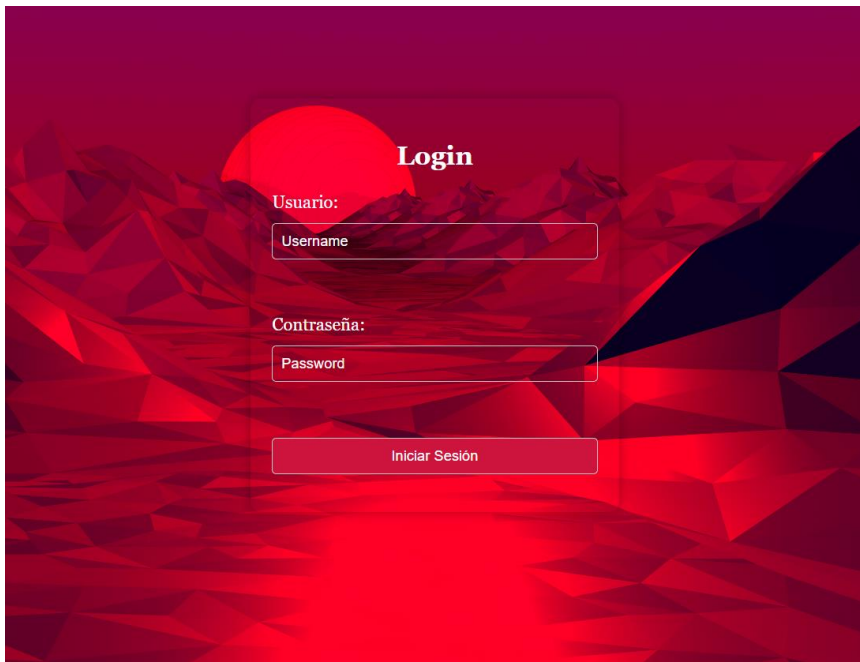 Login
Usuario:
Username
Contraseña:
Password
Iniciar Sesión